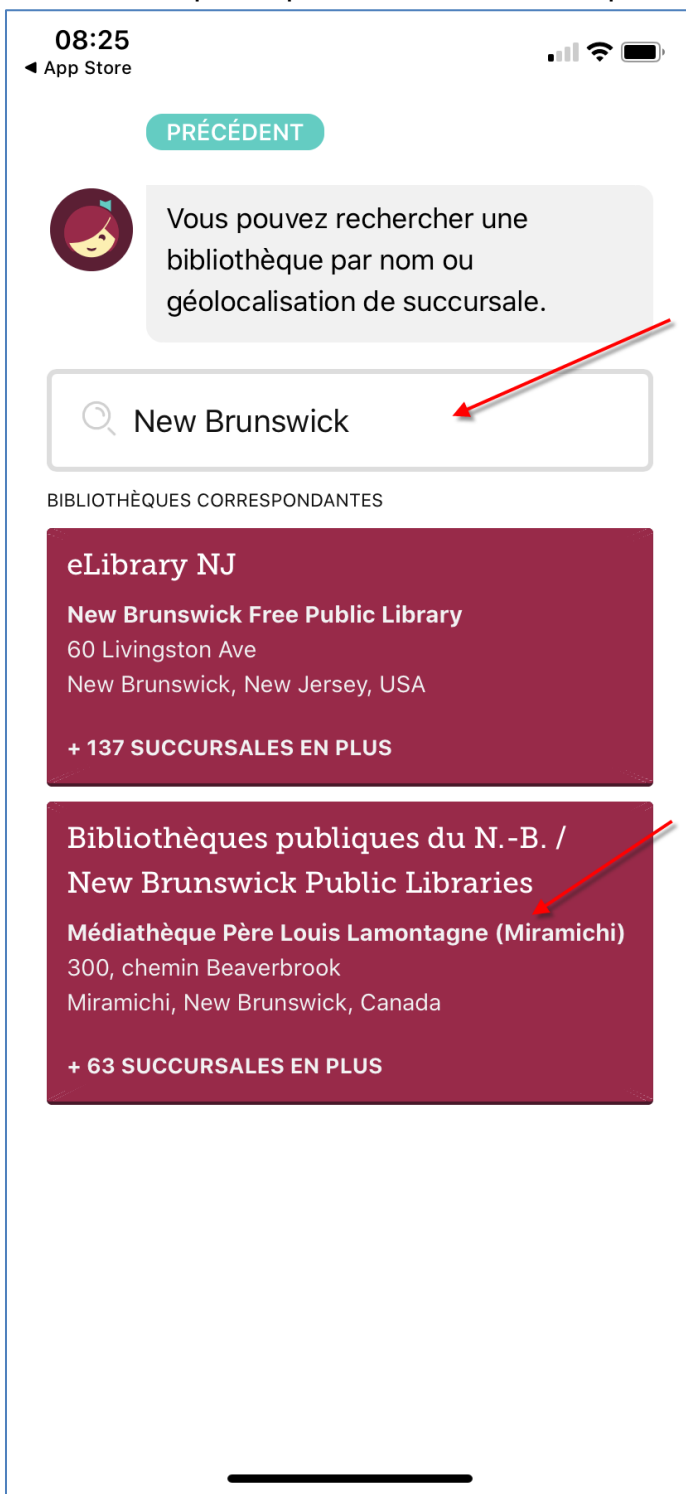 08:25
◀ App Store
PRÉCÉDENT
Vous pouvez rechercher une
bibliothèque par nom ou
géolocalisation de succursale.
New Brunswick
BIBLIOTHÈQUES CORRESPONDANTES
eLibrary NJ
New Brunswick Free Public Library
60 Livingston Ave
New Brunswick, New Jersey, USA
+ 137 SUCCURSALES EN PLUS
Bibliothèques publiques du N.-B. /
New Brunswick Public Libraries
Médiathèque Père Louis Lamontagne (Miramichi)
300, chemin Beaverbrook
Miramichi, New Brunswick, Canada
+ 63 SUCCURSALES EN PLUS